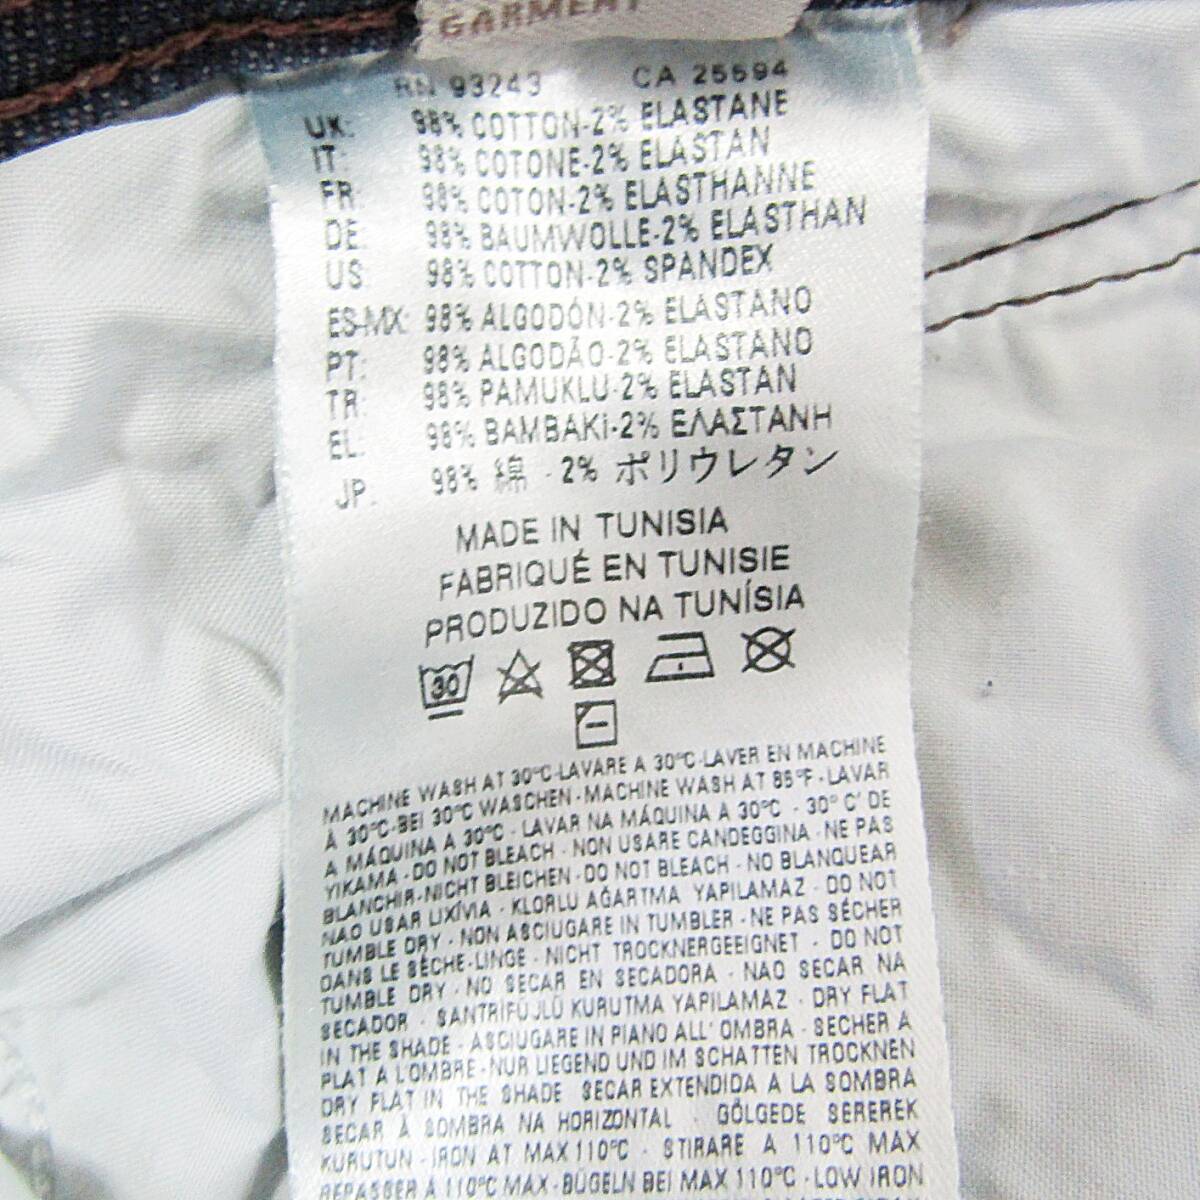 GARMENT
RN 93243 CA 25594
UK: 98% COTTON-2% ELASTANE
IT: 98% COTONE-2% ELASTAN
FR: 98% COTON-2% ELASTHANNE
DE: 98% BAUMWOLLE-2% ELASTHAN
US: 98% COTTON-2% SPANDEX
ES-MX: 98% ALGODÓN-2% ELASTANO
PT: 98% ALGODÃO-2% ELASTANO
TR: 98% PAMUKLU-2% ELASTAN
EL: 98% BAMBAKi-2% ΕΛΑΣΤΑΝΗ
JP. 98% 綿 - 2% ポリウレタン
MADE IN TUNISIA
FABRIQUÉ EN TUNISIE
PRODUZIDO NA TUNÍSIA
30
MACHINE WASH AT 30°C-LAVARE A 30°C-LAVER EN MACHINE
À 30°C-BEI 30°C WASCHEN-MACHINE WASH AT 85°F-LAVAR
A MÁQUINA A 30°C - LAVAR NA MÁQUINA A 30°C - 30° C' DE
YIKAMA-DO NOT BLEACH - NON USARE CANDEGGINA-NE PAS
BLANCHIR-NICHT BLEICHEN-DO NOT BLEACH - NO BLANQUEAR
NAO USAR LIXÍVIA - KLORLU AĞARTMA YAPILAMAZ - DO NOT
TUMBLE DRY - NON ASCIUGARE IN TUMBLER-NE PAS SÉCHER
DANS LE SÈCHE-LINGE - NICHT TROCKNERGEEIGNET - DO NOT
TUMBLE DRY - NO SECAR EN SECADORA - NAO SECAR NA
SECADOR - SANTRIFÜJLÜ KURUTMA YAPILAMAZ - DRY FLAT
IN THE SHADE - ASCIUGARE IN PIANO ALL' OMBRA - SECHER A
PLAT A L'OMBRE-NUR LIEGEND UND IM SCHATTEN TROCKNEN
DRY FLAT IN THE SHADE SECAR EXTENDIDA A LA SOMBRA
SECAR À SOMBRA NA HORIZONTAL - GÖLGEDE SEREREK
KURUTUN-IRON AT MAX 110°C - STIRARE A 110°C MAX
REPASSER A 110°C MAX-BÜGELN BEI MAX 110°C - LOW IRON